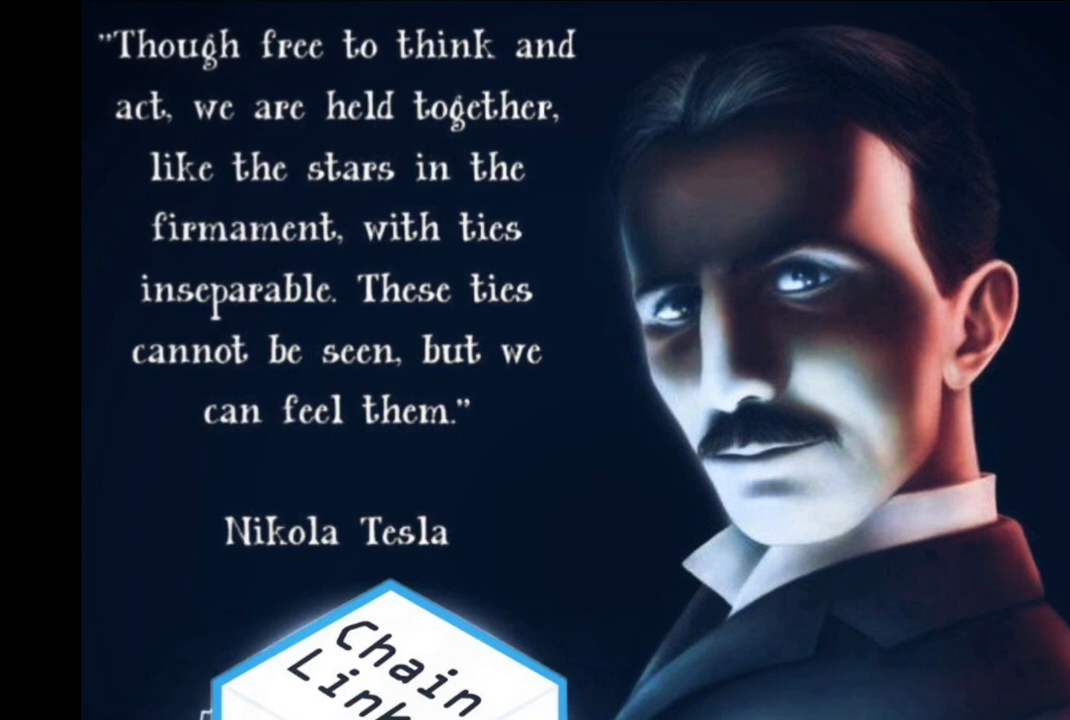 "Though free to think and
act, we are held together,
like the stars in the
firmament, with ties
inseparable. These ties
cannot be seen, but we
can feel them."
Nikola Tesla
Chain
Link